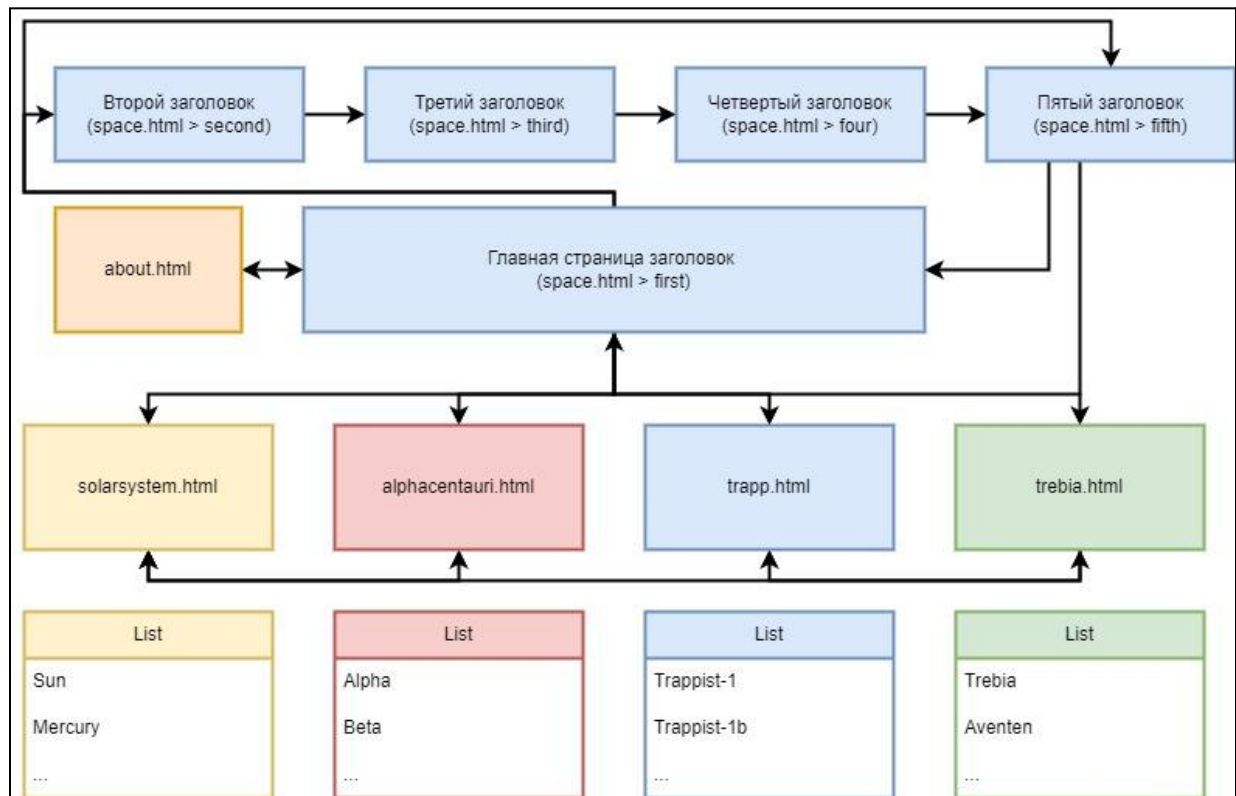 Второй заголовок
(space.html > second)
Третий заголовок
(space.html > third)
Четвертый заголовок
(space.html > four)
Пятый заголовок
(space.html > fifth)
about.html
Главная страница заголовок
(space.html > first)
solarsystem.html
alphacentauri.html
trapp.html
trebia.html
List
Sun
Mercury
...
List
Alpha
Beta
...
List
Trappist-1
Trappist-1b
...
List
Trebia
Aventen
...